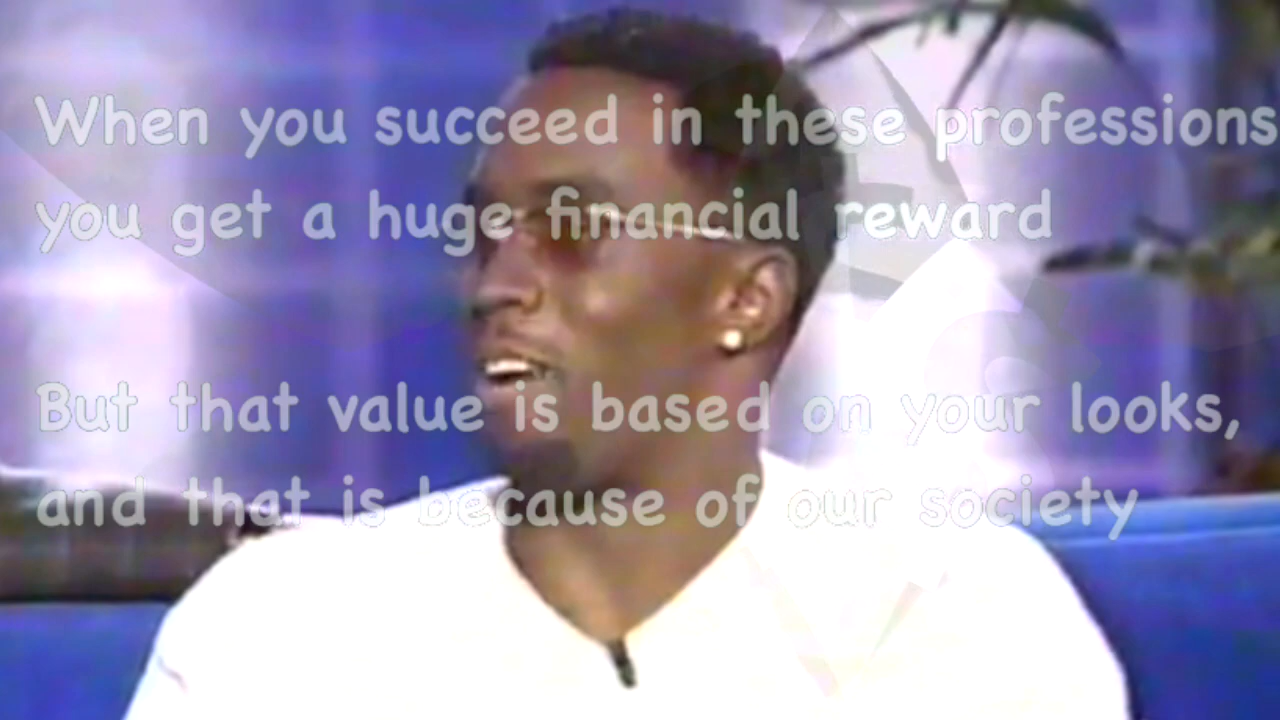 When you succeed in these professions
you get a huge financial reward
But that value is based on your looks,
and that is because of our society